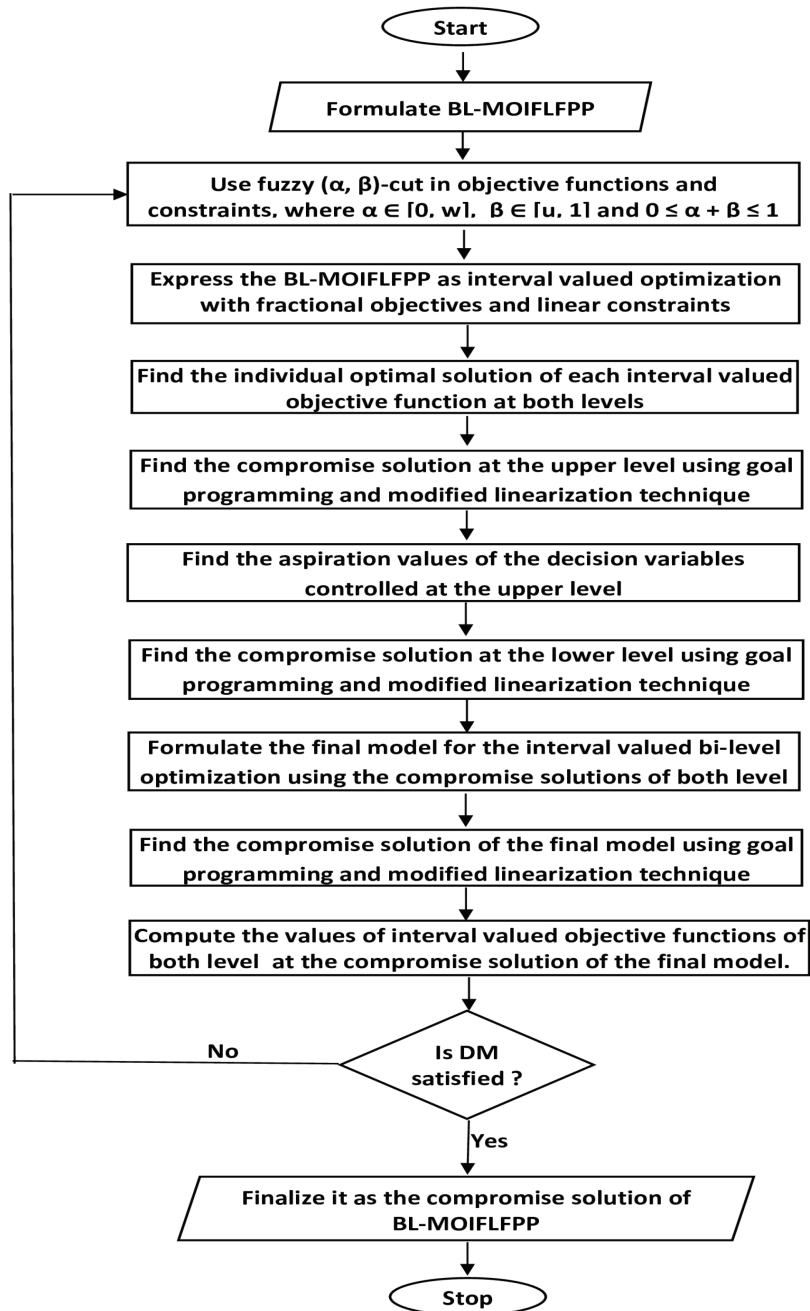 Start
Formulate BL-MOIFLFPP
Use fuzzy (α, β)-cut in objective functions and
constraints, where α ∈ [0, w], β ∈ [u, 1] and 0 ≤ α + β ≤ 1
Express the BL-MOIFLFPP as interval valued optimization
with fractional objectives and linear constraints
Find the individual optimal solution of each interval valued
objective function at both levels
Find the compromise solution at the upper level using goal
programming and modified linearization technique
Find the aspiration values of the decision variables
controlled at the upper level
Find the compromise solution at the lower level using goal
programming and modified linearization technique
Formulate the final model for the interval valued bi-level
optimization using the compromise solutions of both level
Find the compromise solution of the final model using goal
programming and modified linearization technique
Compute the values of interval valued objective functions of
both level at the compromise solution of the final model.
No
Is DM
satisfied ?
Yes
Finalize it as the compromise solution of
BL-MOIFLFPP
Stop